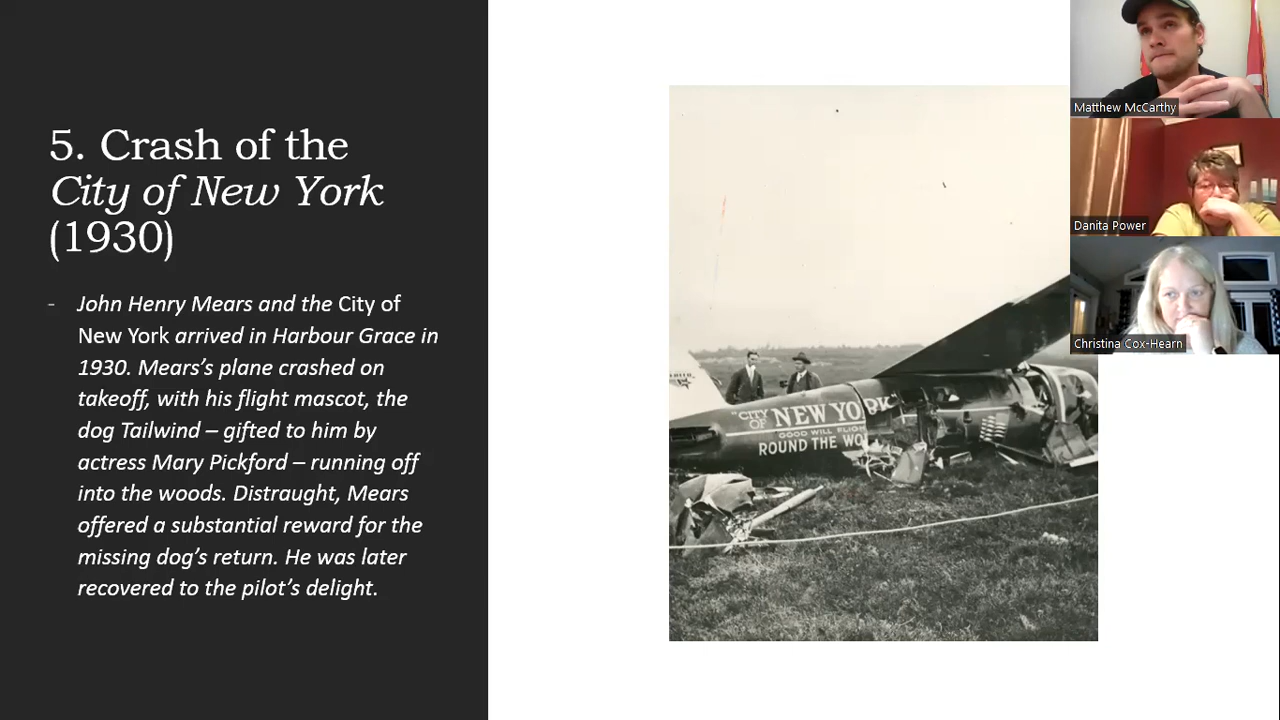 5. Crash of the
City of New York
(1930)
- John Henry Mears and the City of
New York arrived in Harbour Grace in
1930. Mears’s plane crashed on
takeoff, with his flight mascot, the
dog Tailwind – gifted to him by
actress Mary Pickford – running off
into the woods. Distraught, Mears
offered a substantial reward for the
missing dog’s return. He was later
recovered to the pilot’s delight.
"CITY
OF
NEW YORK"
GOOD WILL FLIGH
ROUND THE WO
Matthew McCarthy
Danita Power
Christina Cox-Hearn